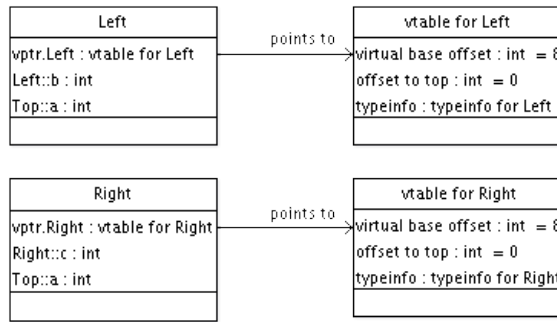 Left
vptr.Left : vtable for Left
Left::b : int
Top::a : int
points to
vtable for Left
virtual base offset : int = 8
offset to top : int = 0
typeinfo : typeinfo for Left
Right
vptr.Right : vtable for Right
Right::c : int
Top::a : int
points to
vtable for Right
virtual base offset : int = 8
offset to top : int = 0
typeinfo : typeinfo for Right